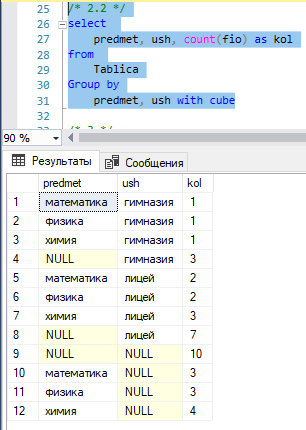 25 /* 2.2 */
26 select
27 predmet, ush, count(fio) as kol
28 from
29 Tablica
30 Group by
31 predmet, ush with cube
32
90 %
Результаты Сообщения
predmet ush kol
1 математика гимназия 1
2 физика гимназия 1
3 химия гимназия 1
4 NULL гимназия 3
5 математика лицей 2
6 физика лицей 2
7 химия лицей 3
8 NULL лицей 7
9 NULL NULL 10
10 математика NULL 3
11 физика NULL 3
12 химия NULL 4